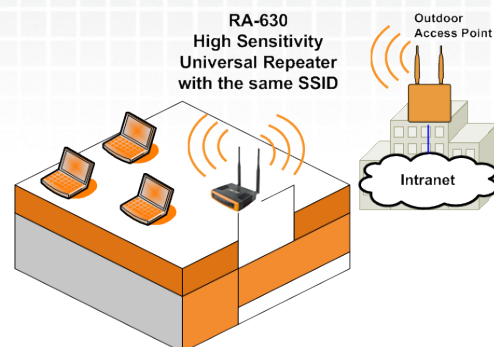 RA-630
High Sensitivity
Universal Repeater
with the same SSID
Outdoor
Access Point
Intranet